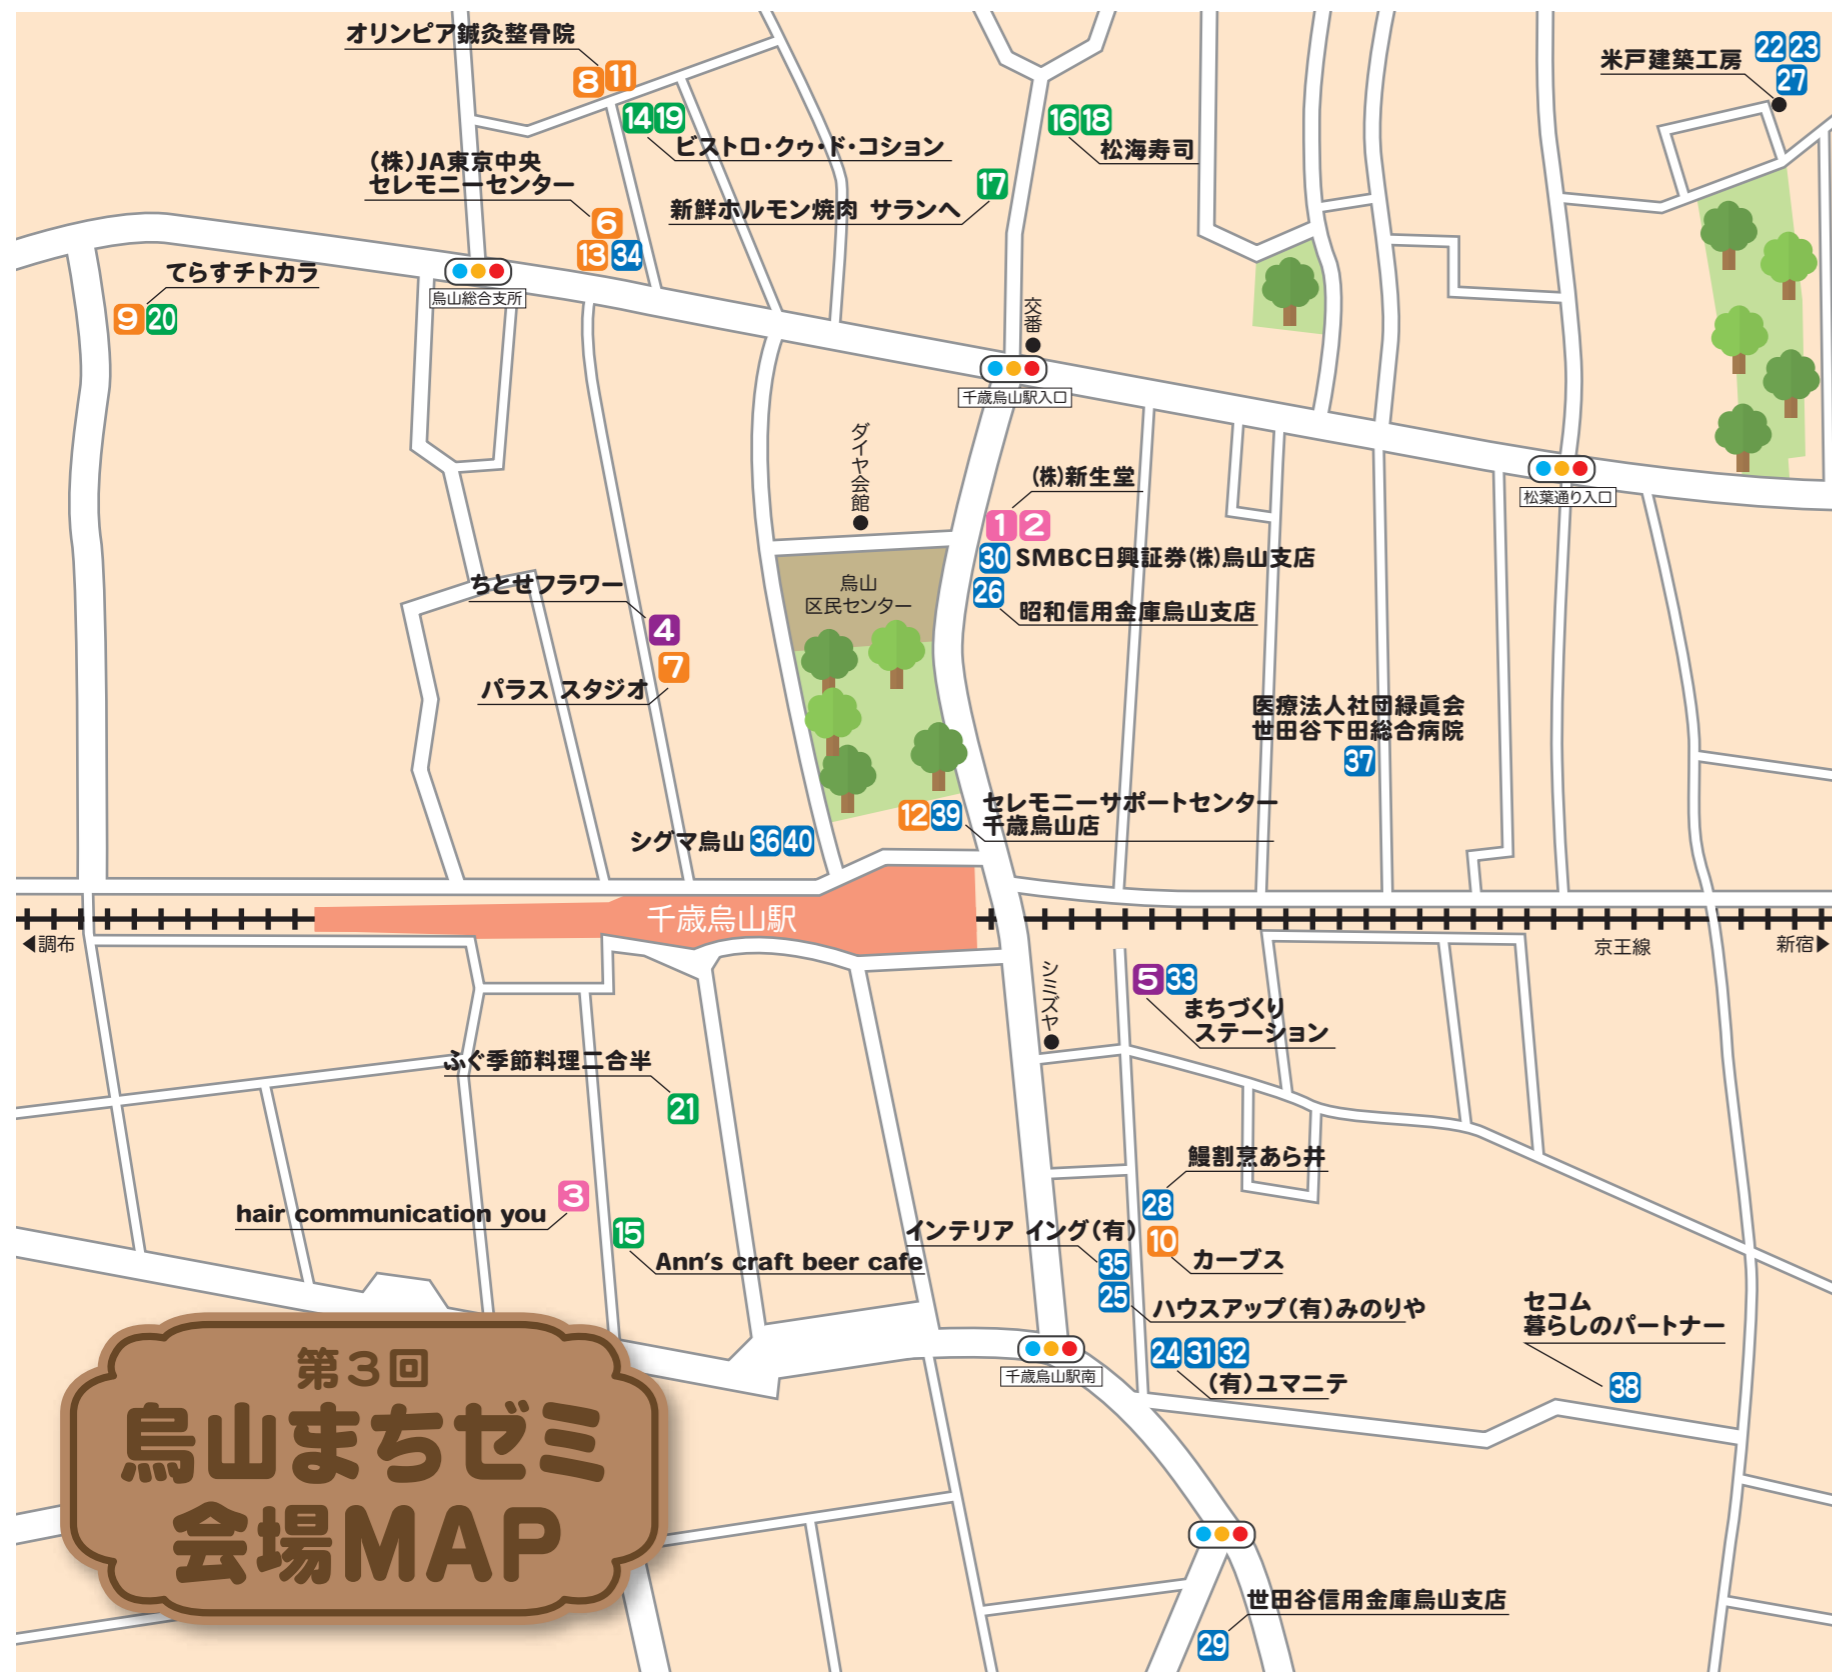 オリンピア鍼灸整骨院
8 11
14 19
ビストロ・クゥ・ド・コション
(株)JA東京中央
セレモニーセンター
6
13 34
新鮮ホルモン焼肉 サランヘ
17
16 18
松海寿司
米戸建築工房
22 23
27
てらすチトカラ
9 20
烏山総合支所
交番
千歳烏山駅入口
松葉通り入口
ダイヤ会館
(株)新生堂
1 2
30 SMBC日興証券(株)烏山支店
26
昭和信用金庫烏山支店
烏山
区民センター
ちとせフラワー
4
7
パラス スタジオ
医療法人社団緑眞会
世田谷下田総合病院
37
12 39
セレモニーサポートセンター
千歳烏山店
シグマ烏山 36 40
千歳烏山駅
◀調布
京王線
新宿▶
シミズヤ
5 33
まちづくり
ステーション
ふぐ季節料理二合半
21
hair communication you
3
15
Ann's craft beer cafe
鰻割烹あら井
28
インテリア イング(有)
35
10
カーブス
25
ハウスアップ(有)みのりや
24 31 32
(有)ユマニテ
千歳烏山駅南
セコム
暮らしのパートナー
38
世田谷信用金庫烏山支店
29
第3回
烏山まちゼミ
会場MAP